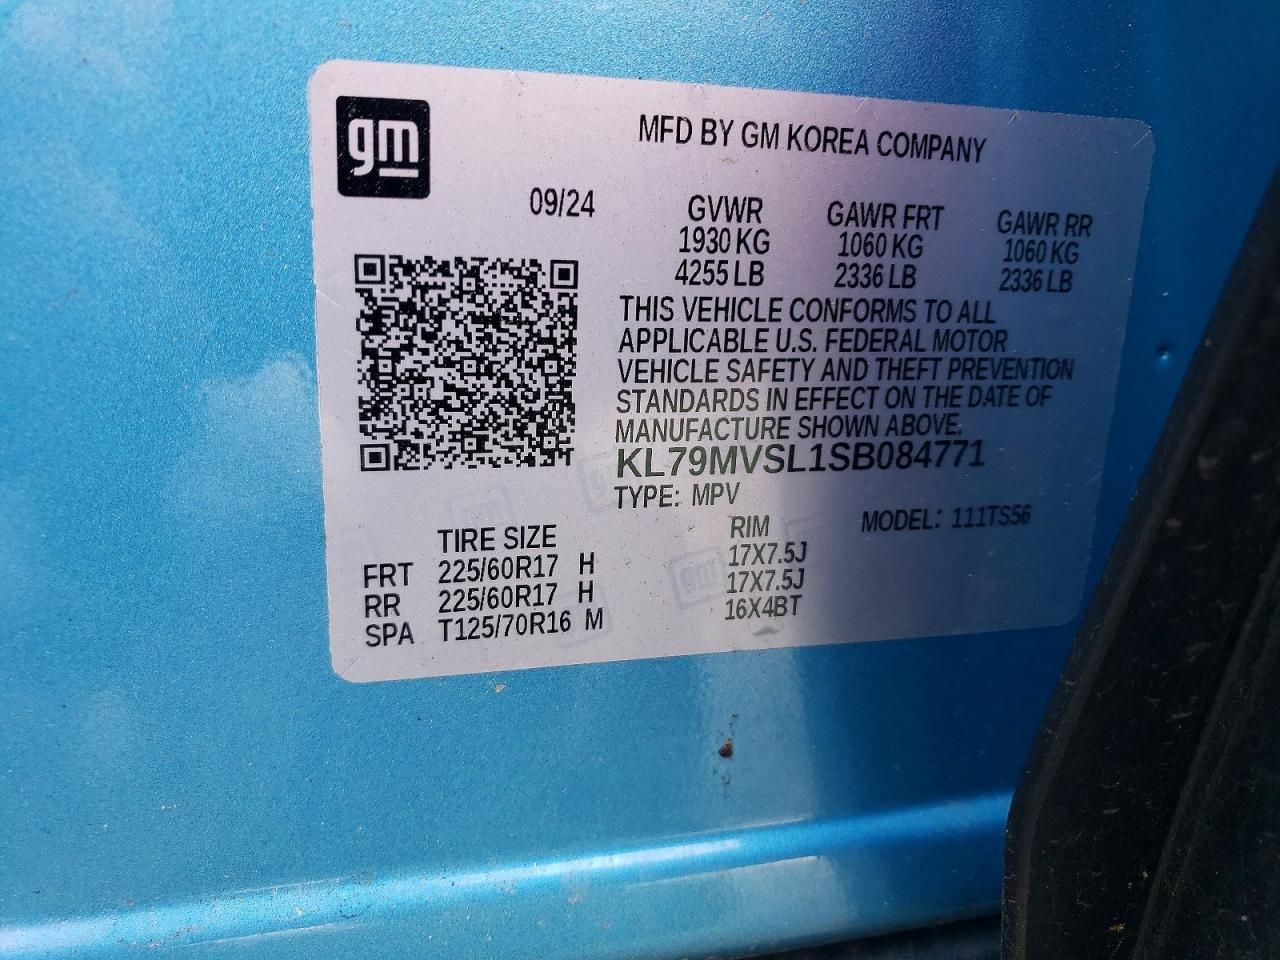 gm
MFD BY GM KOREA COMPANY
09/24
GVWR GAWR FRT GAWR RR
1930 KG 1060 KG 1060 KG
4255 LB 2336 LB 2336 LB
THIS VEHICLE CONFORMS TO ALL
APPLICABLE U.S. FEDERAL MOTOR
VEHICLE SAFETY AND THEFT PREVENTION
STANDARDS IN EFFECT ON THE DATE OF
MANUFACTURE SHOWN ABOVE.
KL79MVSL1SB084771
TYPE: MPV
MODEL: 111TS56
TIRE SIZE RIM
FRT 225/60R17 H 17X7.5J
RR 225/60R17 H 17X7.5J
SPA T125/70R16 M 16X4BT
gm